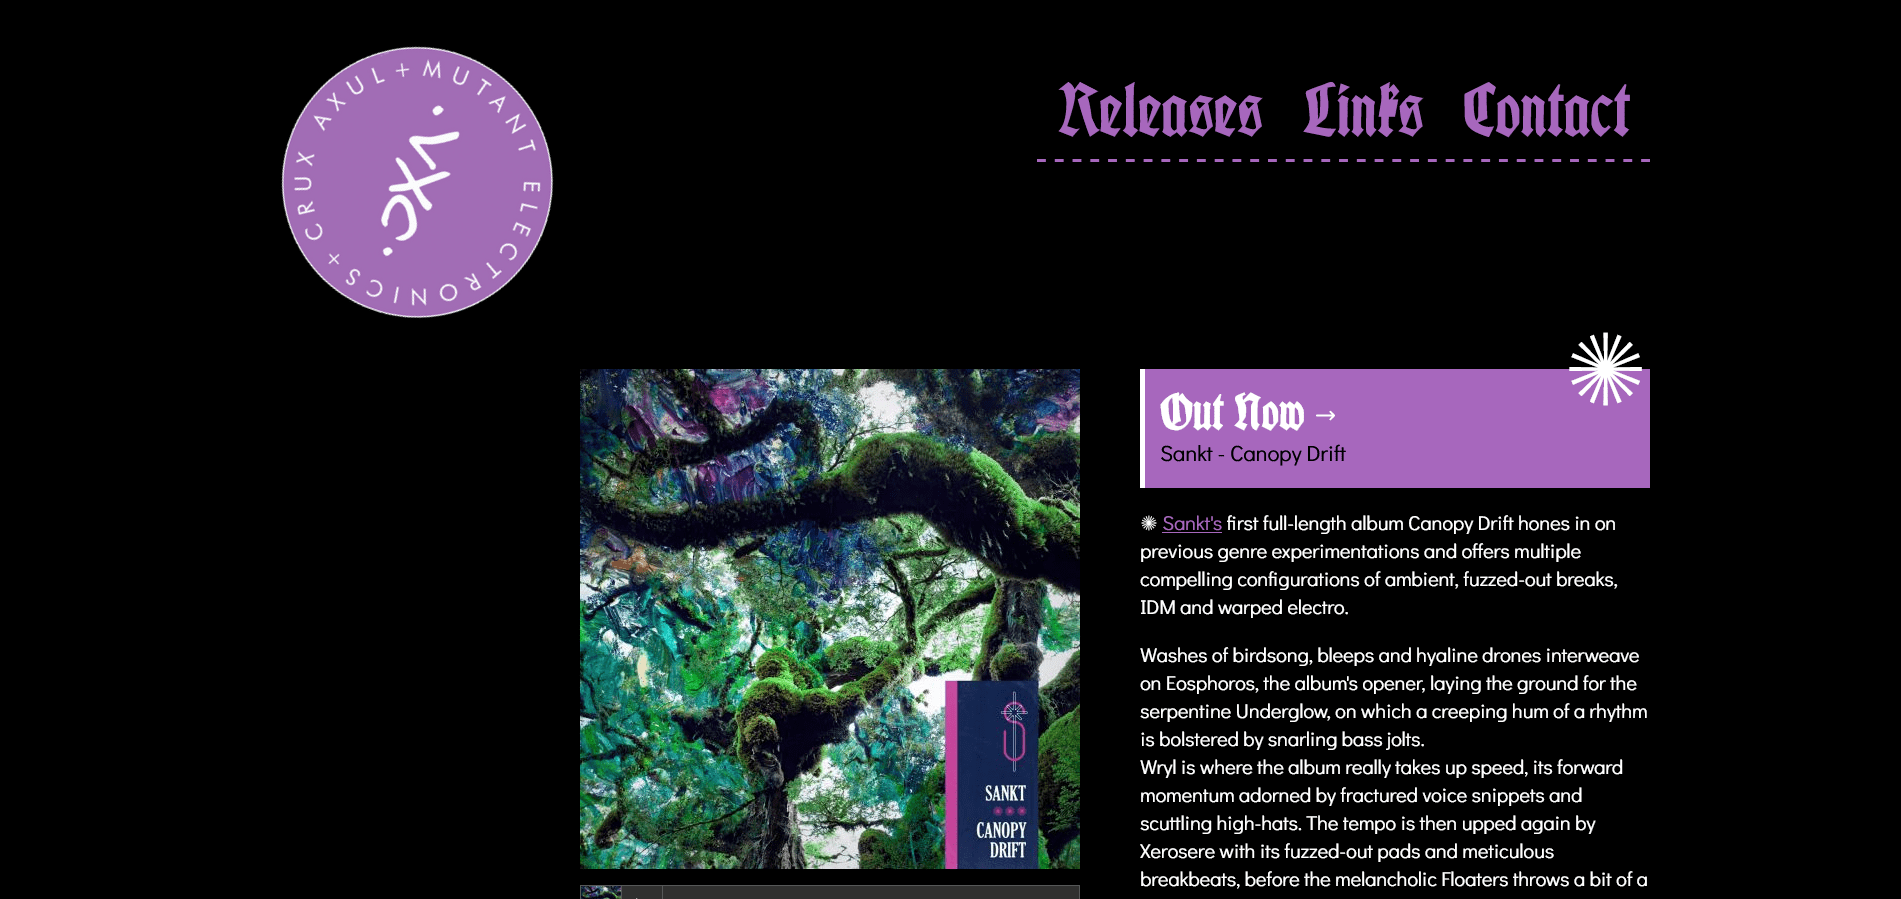 CRUX AXUL + MUTANT ELECTRONICS +
Releases Links Contact
SANKT
CANOPY
DRIFT
Out Now →
Sankt - Canopy Drift
✺ Sankt's first full-length album Canopy Drift hones in on
previous genre experimentations and offers multiple
compelling configurations of ambient, fuzzed-out breaks,
IDM and warped electro.
Washes of birdsong, bleeps and hyaline drones interweave
on Eosphoros, the album's opener, laying the ground for the
serpentine Underglow, on which a creeping hum of a rhythm
is bolstered by snarling bass jolts.
Wryl is where the album really takes up speed, its forward
momentum adorned by fractured voice snippets and
scuttling high-hats. The tempo is then upped again by
Xerosere with its fuzzed-out pads and meticulous
breakbeats, before the melancholic Floaters throws a bit of a